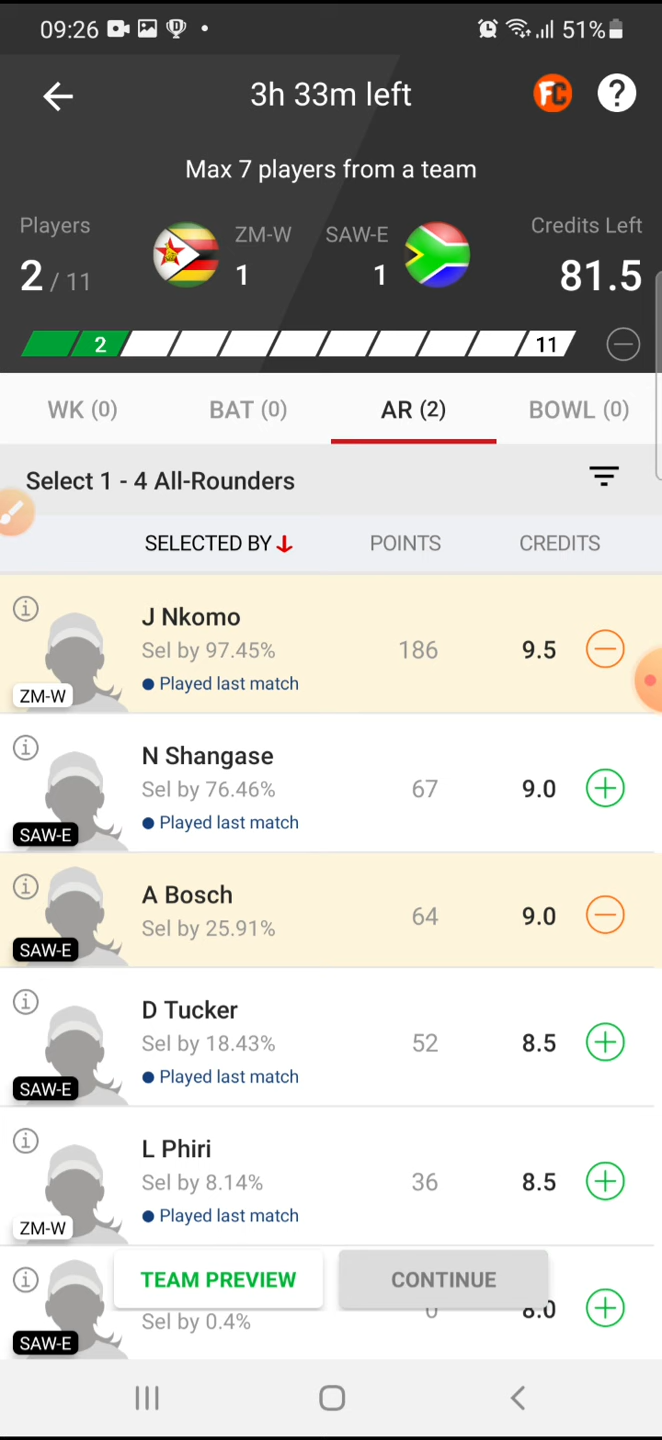 09:26
51%
3h 33m left
FC
?
Max 7 players from a team
Players
ZM-W
SAW-E
Credits Left
2 / 11
1
1
81.5
2
11
WK (0)
BAT (0)
AR (2)
BOWL (0)
Select 1 - 4 All-Rounders
SELECTED BY
POINTS
CREDITS
i
J Nkomo
Sel by 97.45%
186
9.5
Played last match
ZM-W
i
N Shangase
Sel by 76.46%
67
9.0
Played last match
SAW-E
i
A Bosch
Sel by 25.91%
64
9.0
SAW-E
i
D Tucker
Sel by 18.43%
52
8.5
Played last match
SAW-E
i
L Phiri
Sel by 8.14%
36
8.5
Played last match
ZM-W
i
TEAM PREVIEW
CONTINUE
Sel by 0.4%
0
8.0
SAW-E